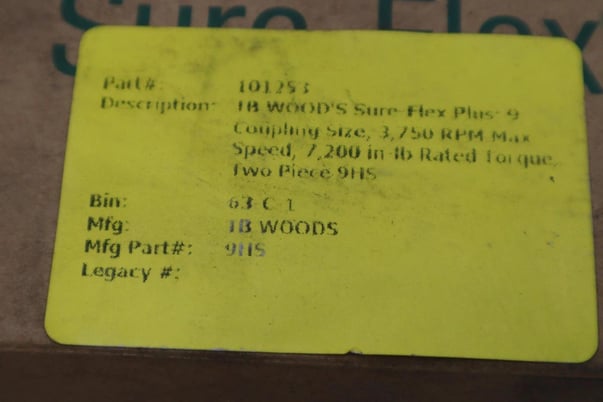 Sure-Flex
Part#: 101253
Description: TB WOOD'S Sure-Flex Plus 9
Coupling Size, 3,750 RPM Max
Speed, 7,200 in-lb Rated Torque,
Two Piece 9HS
Bin: 63-C-1
Mfg: TB WOODS
Mfg Part#: 9HS
Legacy #: